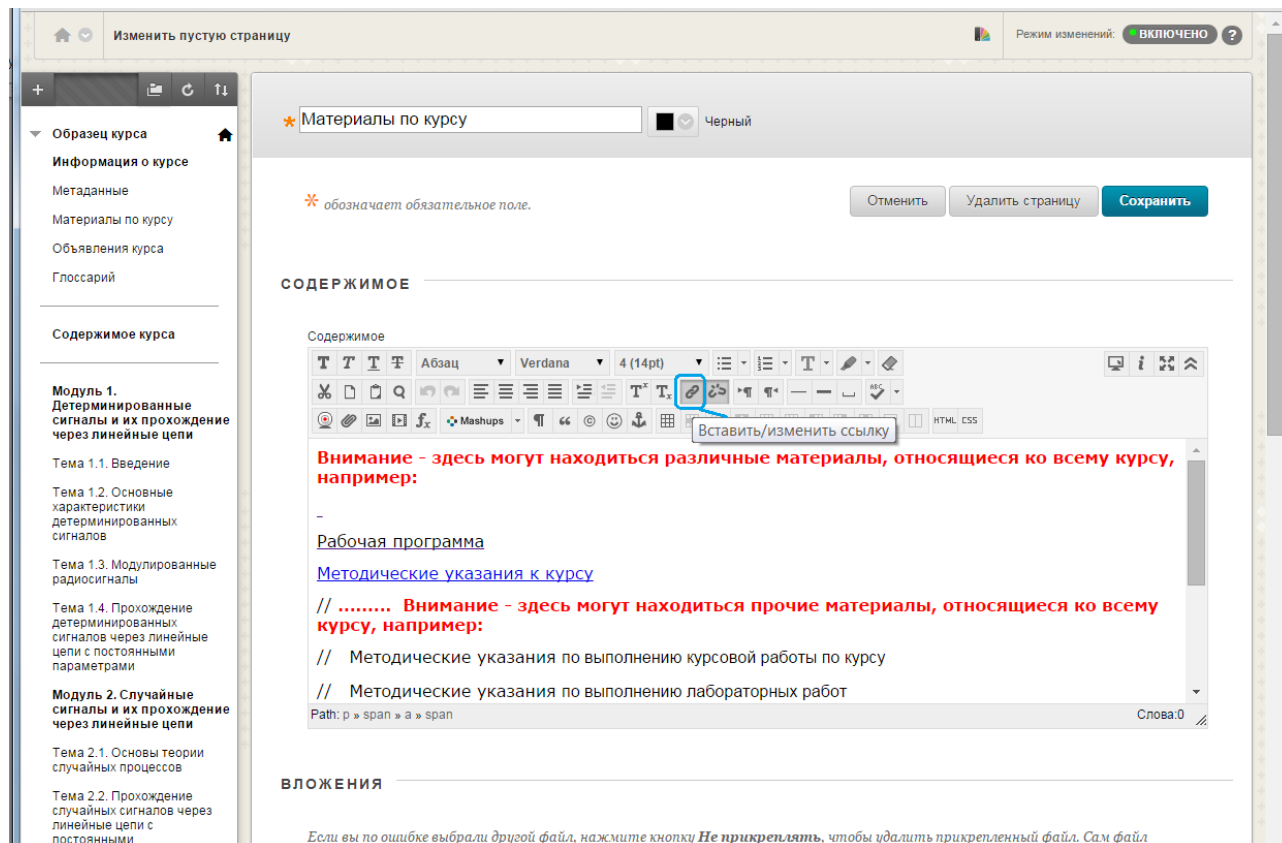 Изменить пустую страницу
Режим изменений: ВКЛЮЧЕНО ?
Образец курса
Информация о курсе
Метаданные
Материалы по курсу
Объявления курса
Глоссарий
Содержимое курса
Модуль 1.
Детерминированные
сигналы и их прохождение
через линейные цепи
Тема 1.1. Введение
Тема 1.2. Основные
характеристики
детерминированных
сигналов
Тема 1.3. Модулированные
радиосигналы
Тема 1.4. Прохождение
детерминированных
сигналов через линейные
цепи с постоянными
параметрами
Модуль 2. Случайные
сигналы и их прохождение
через линейные цепи
Тема 2.1. Основы теории
случайных процессов
Тема 2.2. Прохождение
случайных сигналов через
линейные цепи с
постоянными
* Материалы по курсу Черный
* обозначает обязательное поле.
Отменить Удалить страницу Сохранить
СОДЕРЖИМОЕ
Содержимое
T T T T Абзац Verdana 4 (14pt) T
Tx Tx ABC
fx Mashups ¶ “ © HTML CSS
Вставить/изменить ссылку
Внимание - здесь могут находиться различные материалы, относящиеся ко всему курсу,
например:
Рабочая программа
Методические указания к курсу
// ......... Внимание - здесь могут находиться прочие материалы, относящиеся ко всему
курсу, например:
// Методические указания по выполнению курсовой работы по курсу
// Методические указания по выполнению лабораторных работ
Path: p » span » a » span Слова:0
ВЛОЖЕНИЯ
Если вы по ошибке выбрали другой файл, нажмите кнопку Не прикреплять, чтобы удалить прикрепленный файл. Сам файл